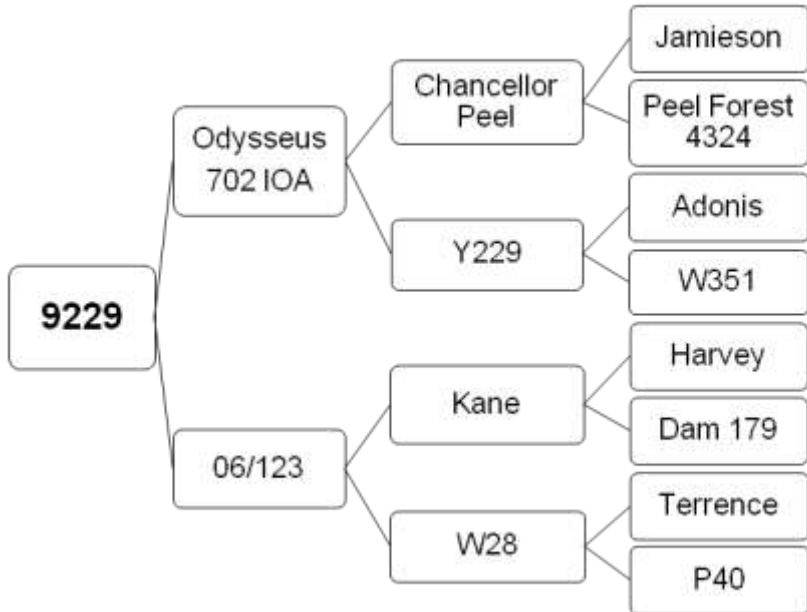 Jamieson
Chancellor
Peel
Peel Forest
4324
Odysseus
702 IOA
Adonis
Y229
W351
9229
Harvey
Kane
Dam 179
06/123
Terrence
W28
P40